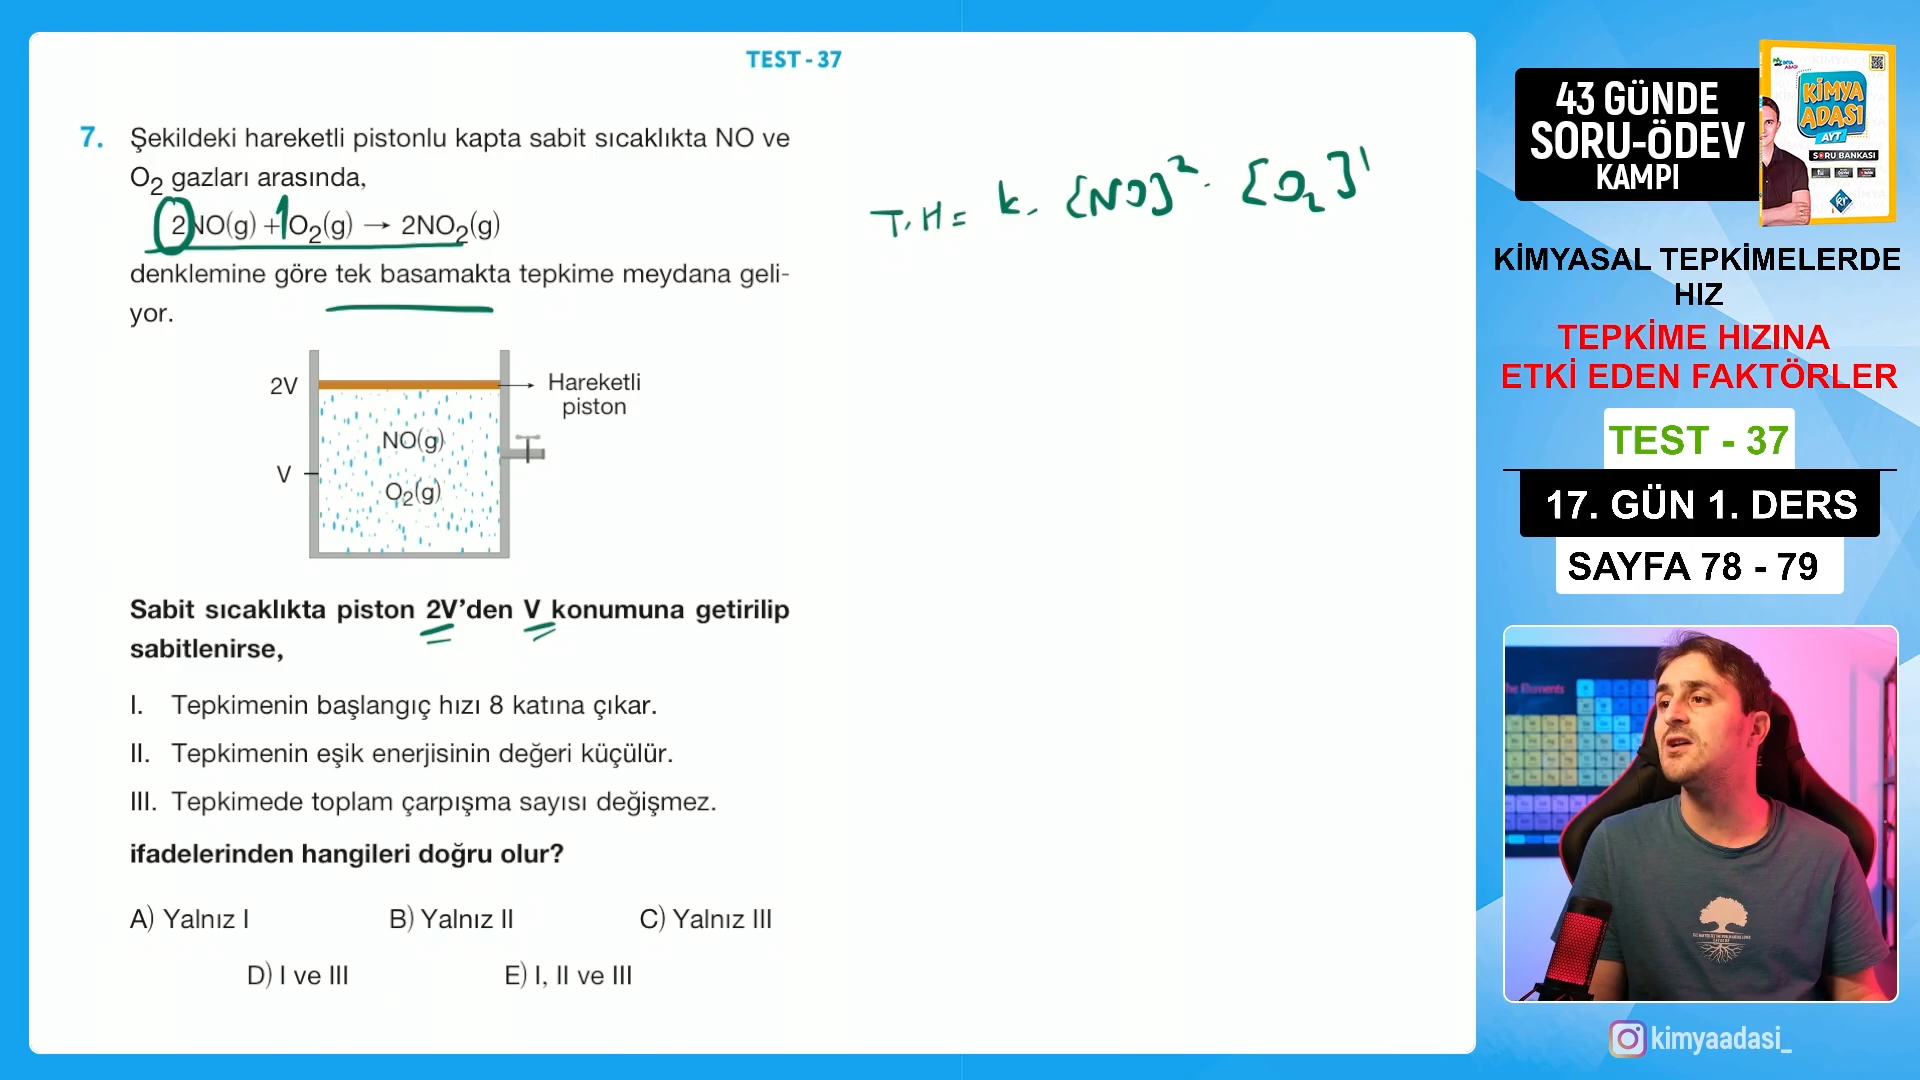 TEST - 37
7. Şekildeki hareketli pistonlu kapta sabit sıcaklıkta NO ve
O2 gazları arasında,
2NO(g) + 1O2(g) → 2NO2(g)
denklemine göre tek basamakta tepkime meydana geli-
yor.
T.H = k. [NO]². [O2]¹
2V
Hareketli
piston
NO(g)
V
O2(g)
Sabit sıcaklıkta piston 2V'den V konumuna getirilip
sabitlenirse,
I. Tepkimenin başlangıç hızı 8 katına çıkar.
II. Tepkimenin eşik enerjisinin değeri küçülür.
III. Tepkimede toplam çarpışma sayısı değişmez.
ifadelerinden hangileri doğru olur?
A) Yalnız I B) Yalnız II C) Yalnız III
D) I ve III E) I, II ve III
43 GÜNDE
SORU-ÖDEV
KAMPI
KİMYA
ADASI
AYT
SORU BANKASI
KİMYASAL TEPKİMELERDE
HIZ
TEPKİME HIZINA
ETKİ EDEN FAKTÖRLER
TEST - 37
17. GÜN 1. DERS
SAYFA 78 - 79
he Elements
kimyaadasi_